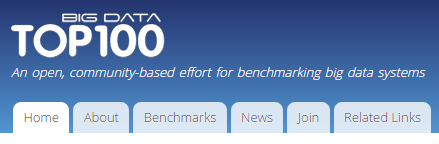 BIG DATA
TOP100
An open, community-based effort for benchmarking big data systems
Home About Benchmarks News Join Related Links